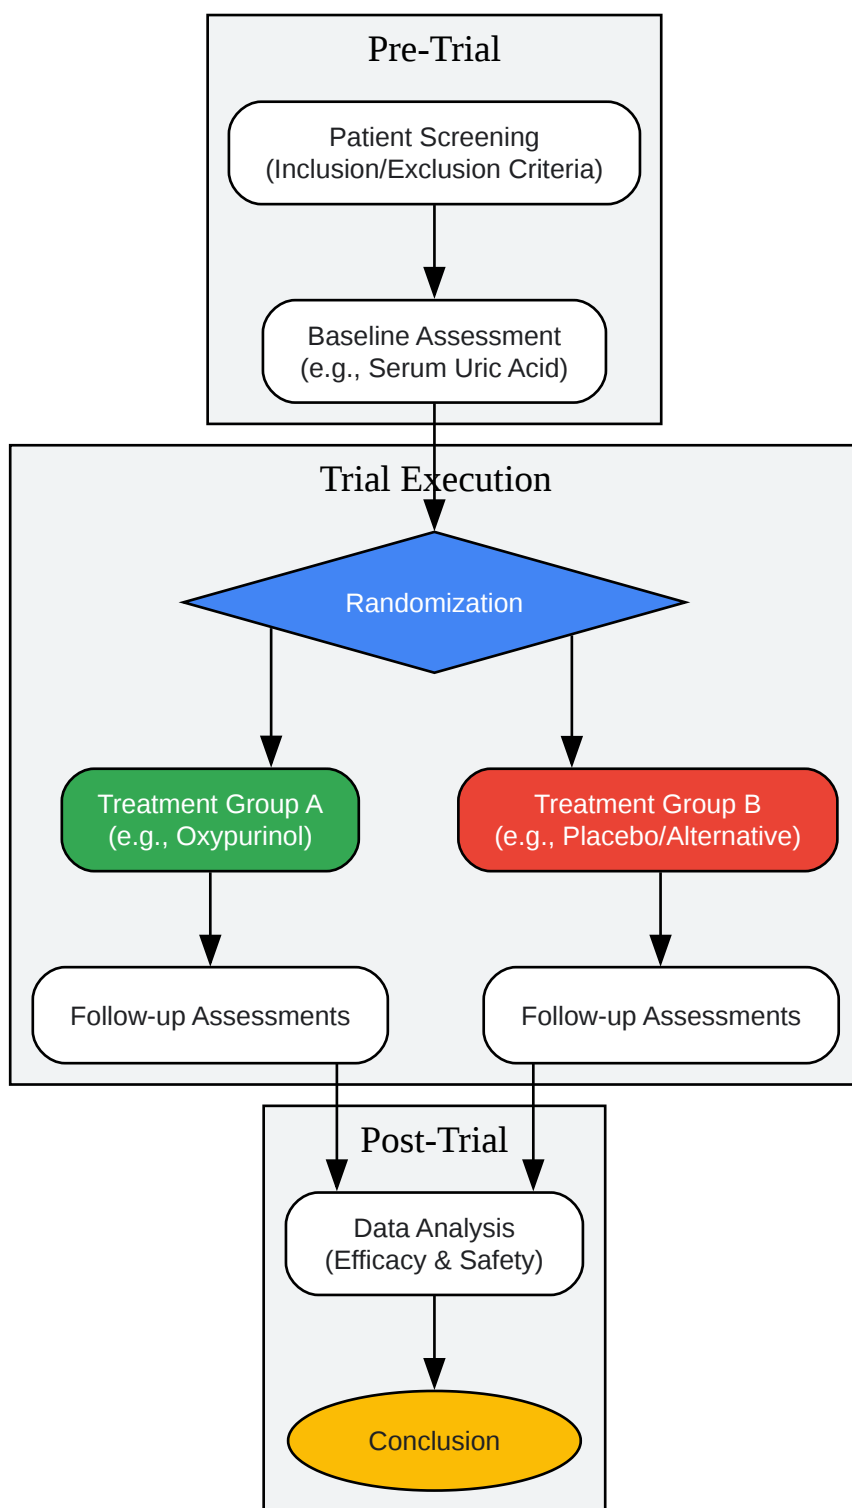 Pre-Trial
Patient Screening
(Inclusion/Exclusion Criteria)
Baseline Assessment
(e.g., Serum Uric Acid)
Trial Execution
Randomization
Treatment Group A
(e.g., Oxypurinol)
Treatment Group B
(e.g., Placebo/Alternative)
Follow-up Assessments
Follow-up Assessments
Post-Trial
Data Analysis
(Efficacy & Safety)
Conclusion